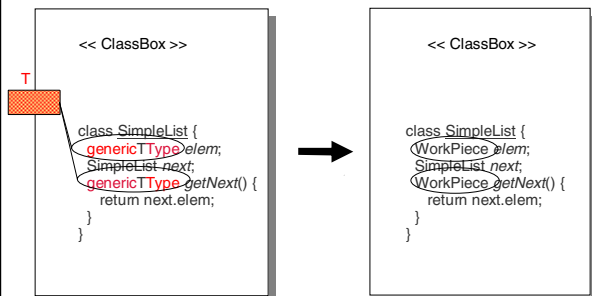 << ClassBox >>
T
class SimpleList {
genericTType elem;
SimpleList next;
genericTType getNext() {
return next.elem;
}
}
<< ClassBox >>
class SimpleList {
WorkPiece elem;
SimpleList next;
WorkPiece getNext() {
return next.elem;
}
}